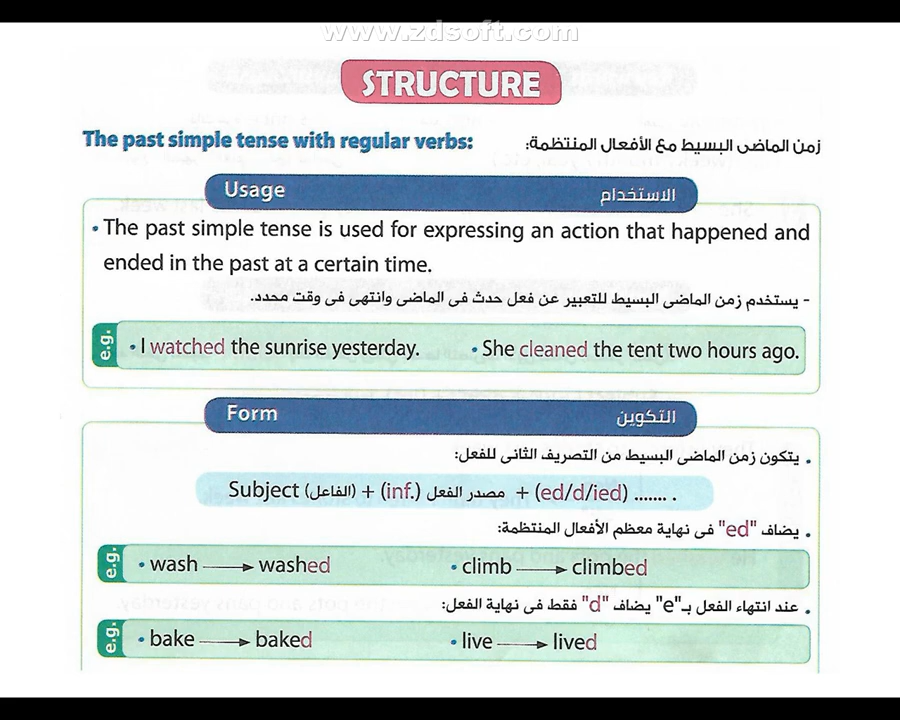 www.zdsoft.com
STRUCTURE
The past simple tense with regular verbs: زمن الماضى البسيط مع الأفعال المنتظمة:
Usage الاستخدام
• The past simple tense is used for expressing an action that happened and
ended in the past at a certain time.
- يستخدم زمن الماضى البسيط للتعبير عن فعل حدث فى الماضى وانتهى فى وقت محدد.
e.g. • I watched the sunrise yesterday. • She cleaned the tent two hours ago.
Form التكوين
• يتكون زمن الماضى البسيط من التصريف الثانى للفعل:
Subject (الفاعل) + (inf.) مصدر الفعل + (ed/d/ied) ....... .
• يضاف "ed" فى نهاية معظم الأفعال المنتظمة:
e.g. • wash → washed • climb → climbed
• عند انتهاء الفعل بـ"e" يضاف "d" فقط فى نهاية الفعل:
e.g. • bake → baked • live → lived